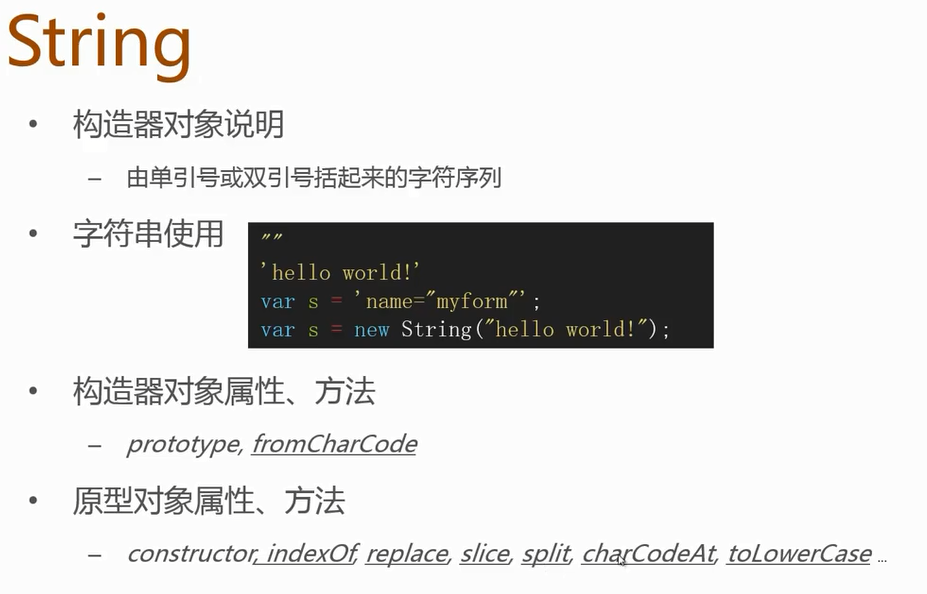 String
• 构造器对象说明
– 由单引号或双引号括起来的字符序列
• 字符串使用
""
'hello world!'
var s = 'name="myform"';
var s = new String("hello world!");
• 构造器对象属性、方法
– prototype, fromCharCode
• 原型对象属性、方法
– constructor, indexOf, replace, slice, split, charCodeAt, toLowerCase ...